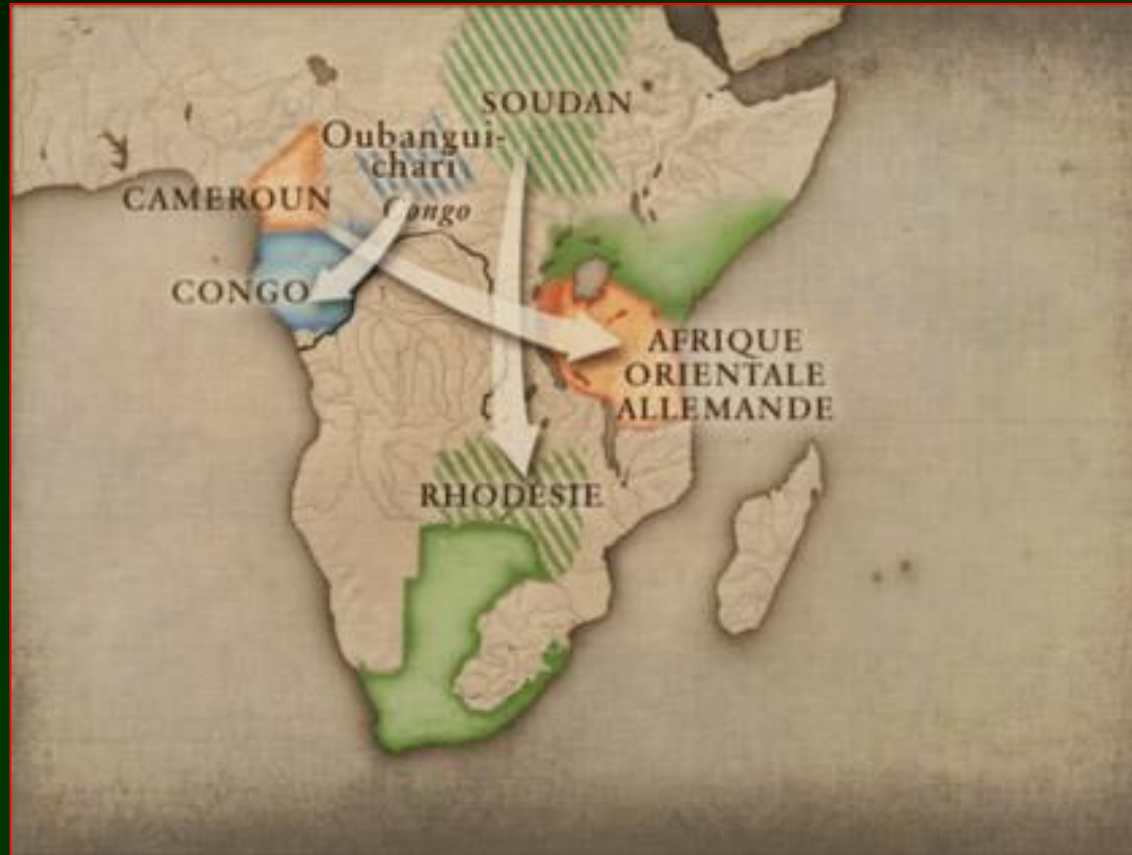 SOUDAN
Oubangui-
chari
CAMEROUN
Congo
CONGO
AFRIQUE
ORIENTALE
ALLEMANDE
RHODÉSIE